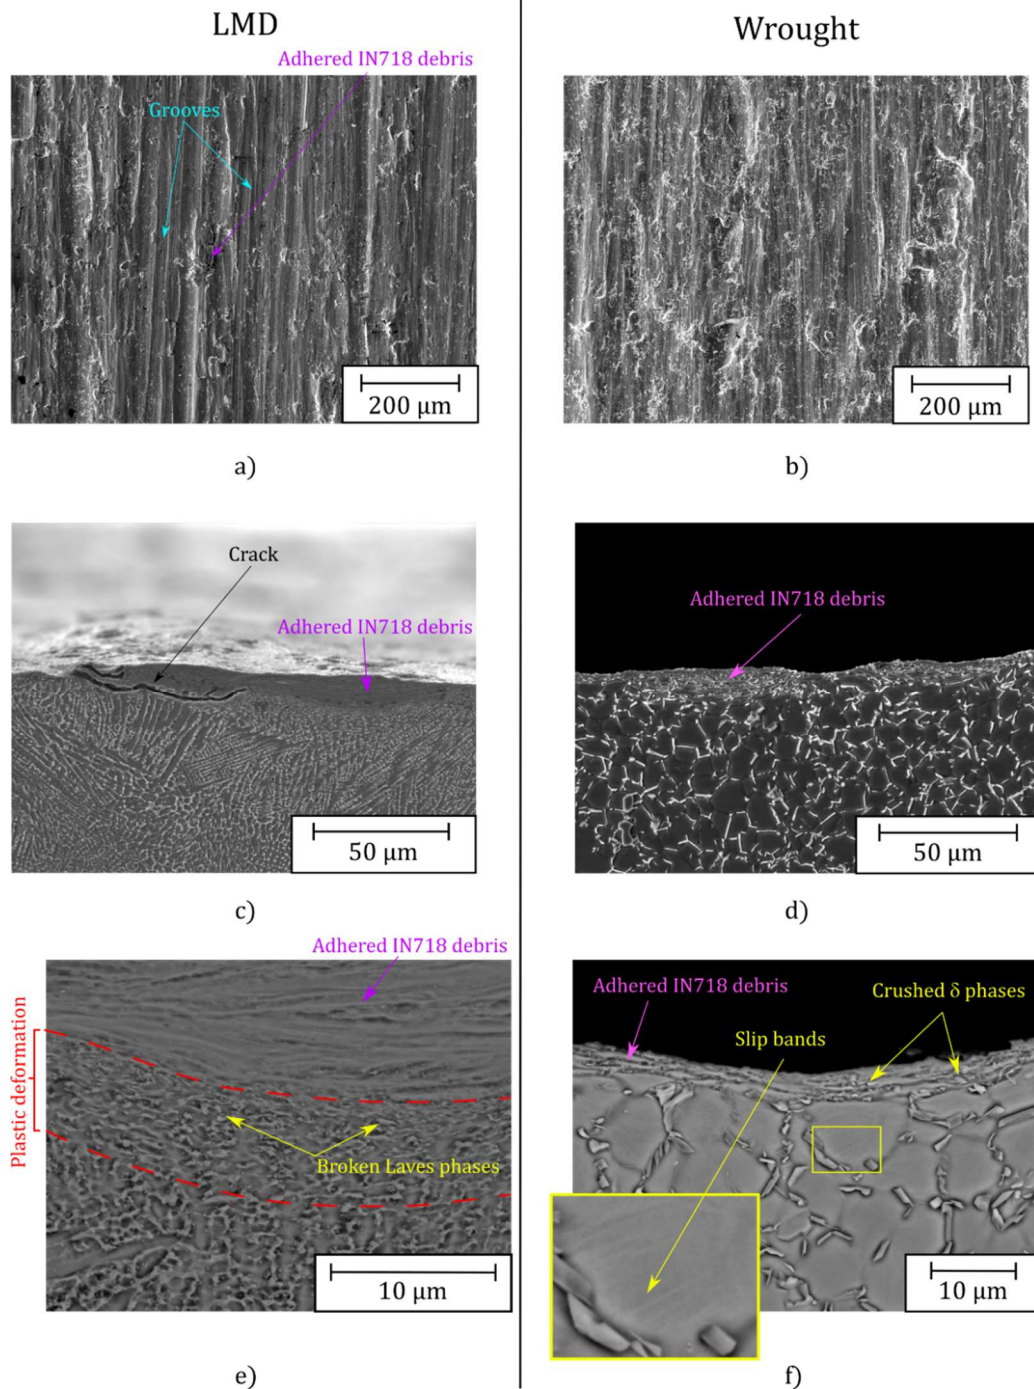 LMD
Wrought
Adhered IN718 debris
Grooves
200 μm
200 μm
a)
b)
Crack
Adhered IN718 debris
Adhered IN718 debris
50 μm
50 μm
c)
d)
Adhered IN718 debris
Plastic deformation
Broken Laves phases
10 μm
Adhered IN718 debris
Crushed δ phases
Slip bands
10 μm
e)
f)